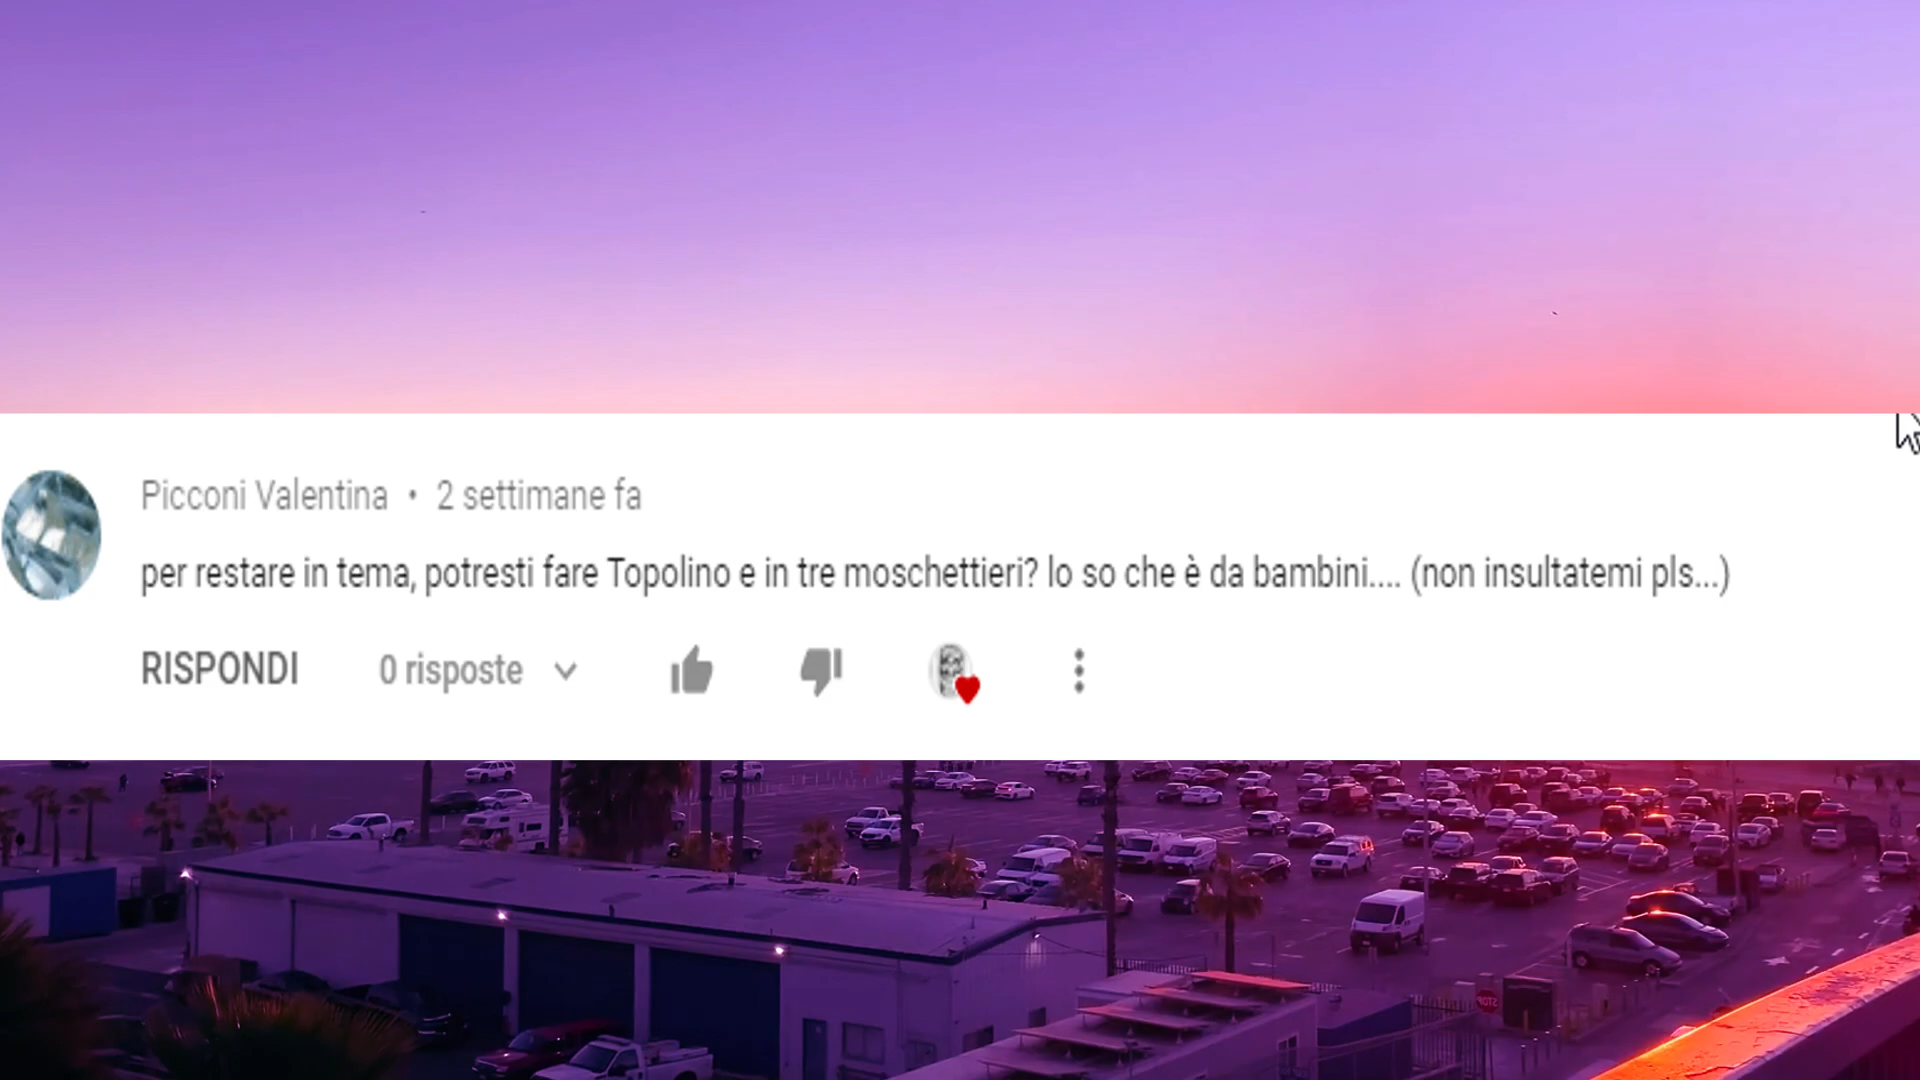 Picconi Valentina • 2 settimane fa
per restare in tema, potresti fare Topolino e in tre moschettieri? lo so che è da bambini.... (non insultatemi pls...)
RISPONDI 0 risposte
STOP